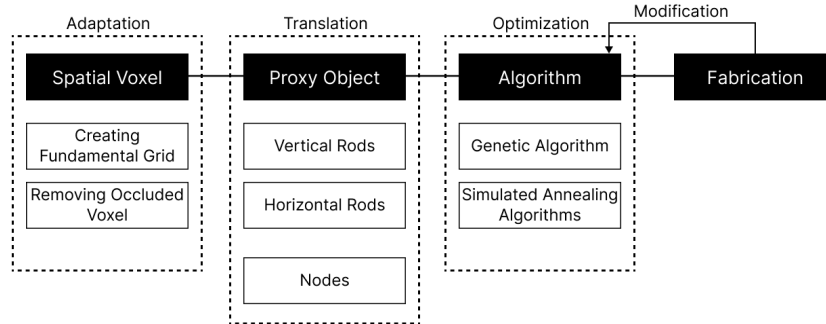 Adaptation
Translation
Optimization
Modification
Spatial Voxel
Proxy Object
Algorithm
Fabrication
Creating
Fundamental Grid
Removing Occluded
Voxel
Vertical Rods
Horizontal Rods
Nodes
Genetic Algorithm
Simulated Annealing
Algorithms